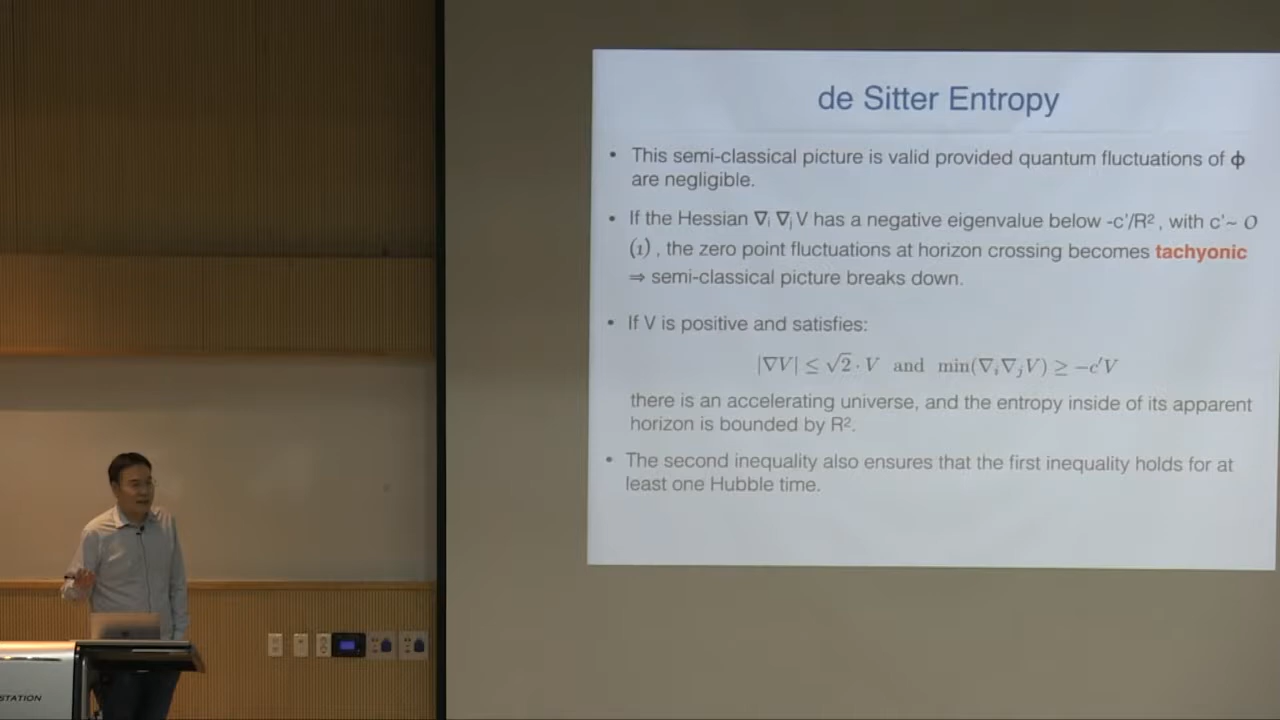 de Sitter Entropy
• This semi-classical picture is valid provided quantum fluctuations of ϕ
are negligible.
• If the Hessian ∇i ∇j V has a negative eigenvalue below -c'/R², with c'~ O
(1) , the zero point fluctuations at horizon crossing becomes tachyonic
⇒ semi-classical picture breaks down.
• If V is positive and satisfies:
|∇V| ≤ √2 · V and min(∇i∇jV) ≥ −c′V
there is an accelerating universe, and the entropy inside of its apparent
horizon is bounded by R².
• The second inequality also ensures that the first inequality holds for at
least one Hubble time.
STATION